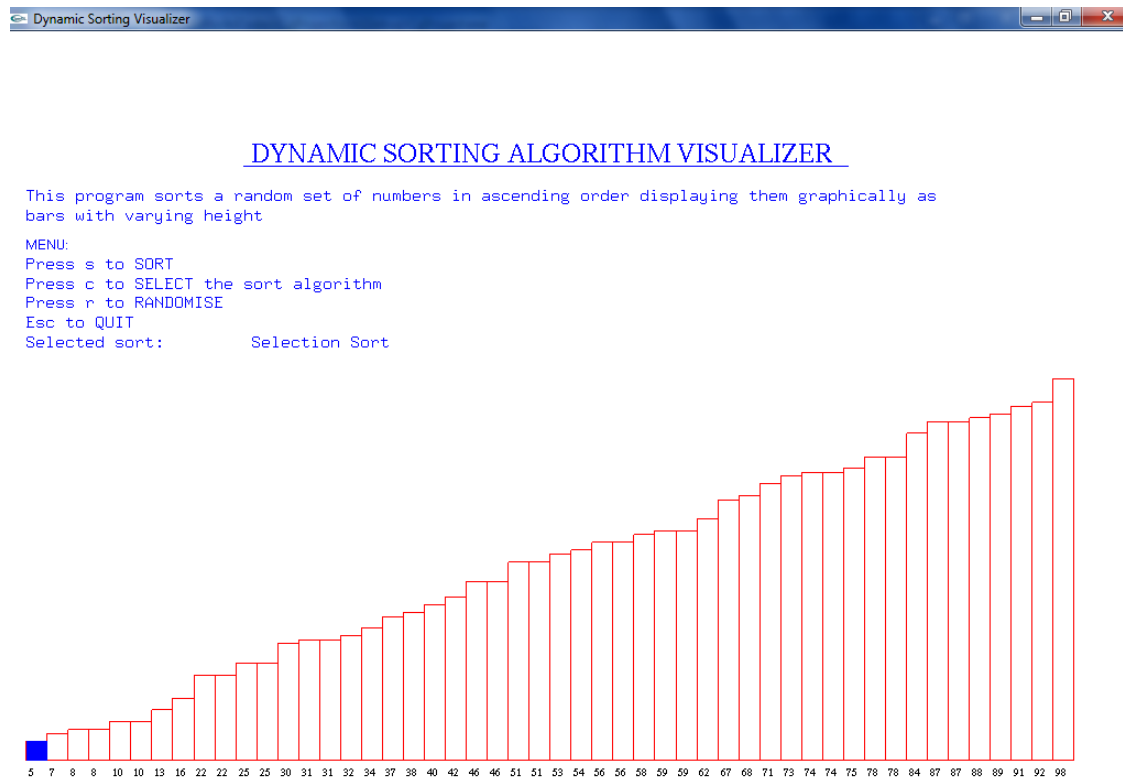 Dynamic Sorting Visualizer
DYNAMIC SORTING ALGORITHM VISUALIZER
This program sorts a random set of numbers in ascending order displaying them graphically as
bars with varying height
MENU:
Press s to SORT
Press c to SELECT the sort algorithm
Press r to RANDOMISE
Esc to QUIT
Selected sort: Selection Sort
5 7 8 8 10 10 13 16 22 22 25 25 30 31 31 32 34 37 38 40 42 46 46 51 51 53 54 56 56 58 59 59 62 67 68 71 73 74 74 75 78 78 84 87 87 88 89 91 92 98